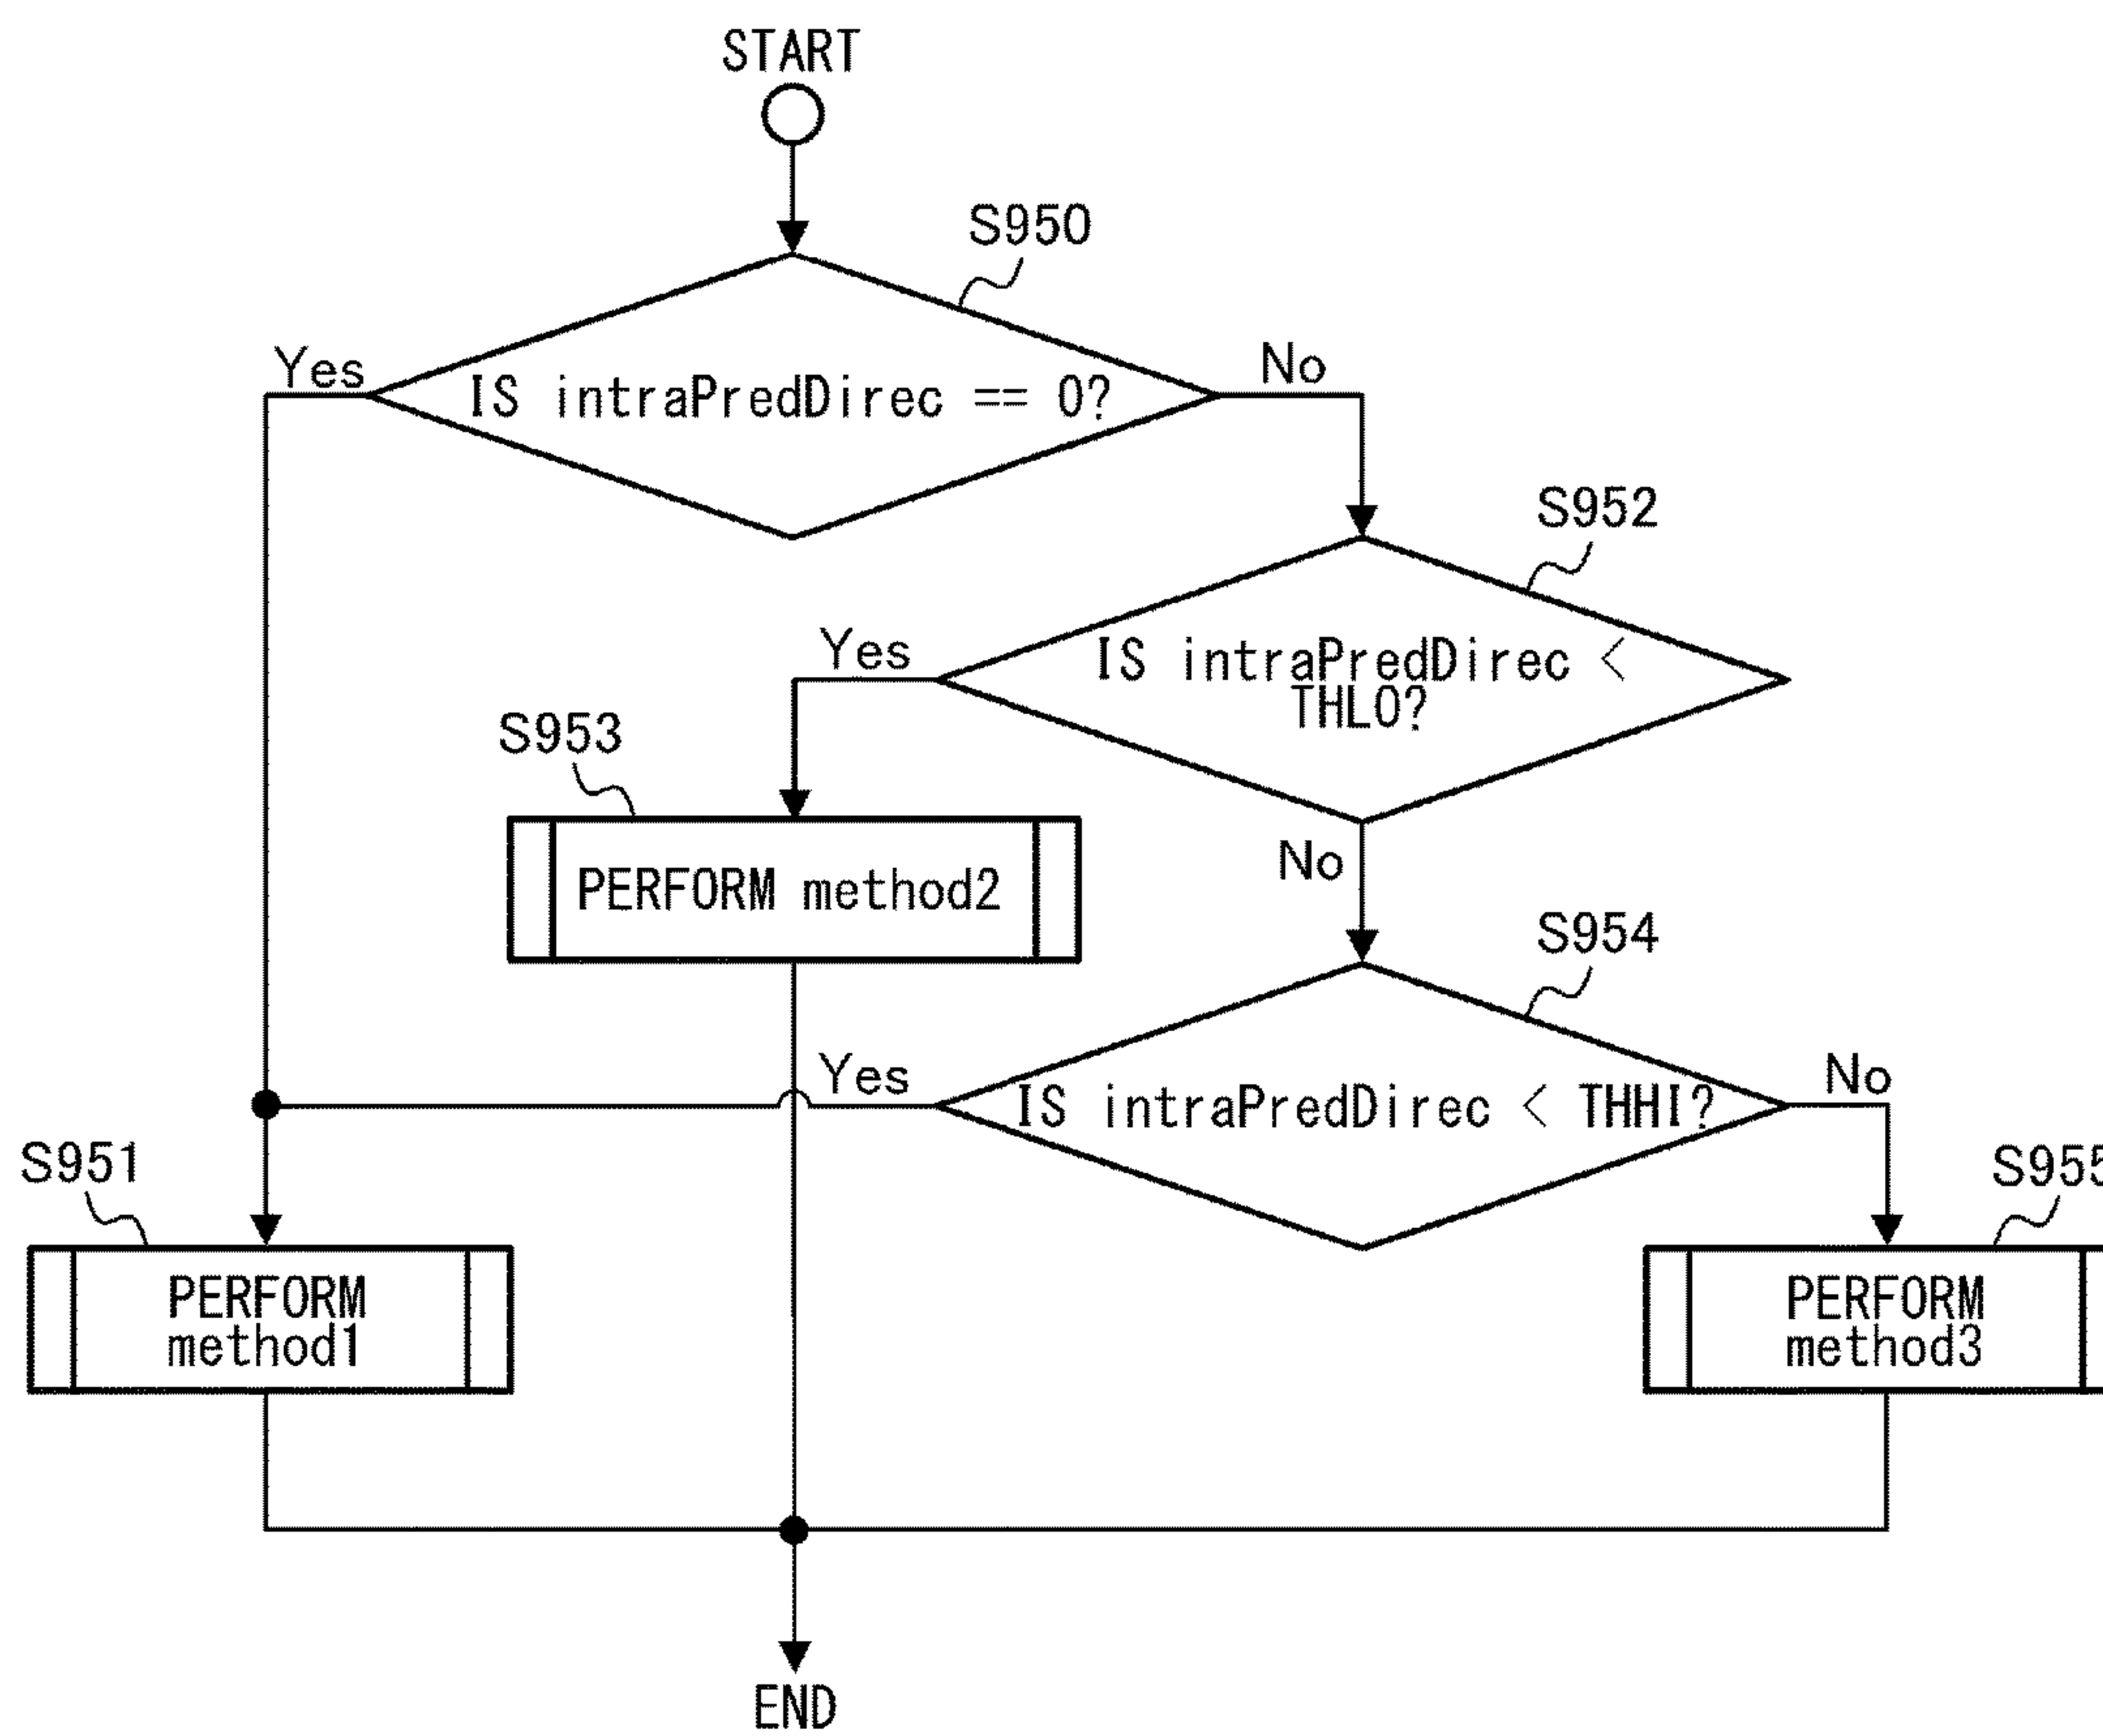 START
S950
Yes
IS intraPredDirec == 0?
No
S952
Yes
IS intraPredDirec <
THLO?
S953
PERFORM method2
No
S954
Yes
IS intraPredDirec < THHI?
No
S951
S955
PERFORM
method1
PERFORM
method3
END